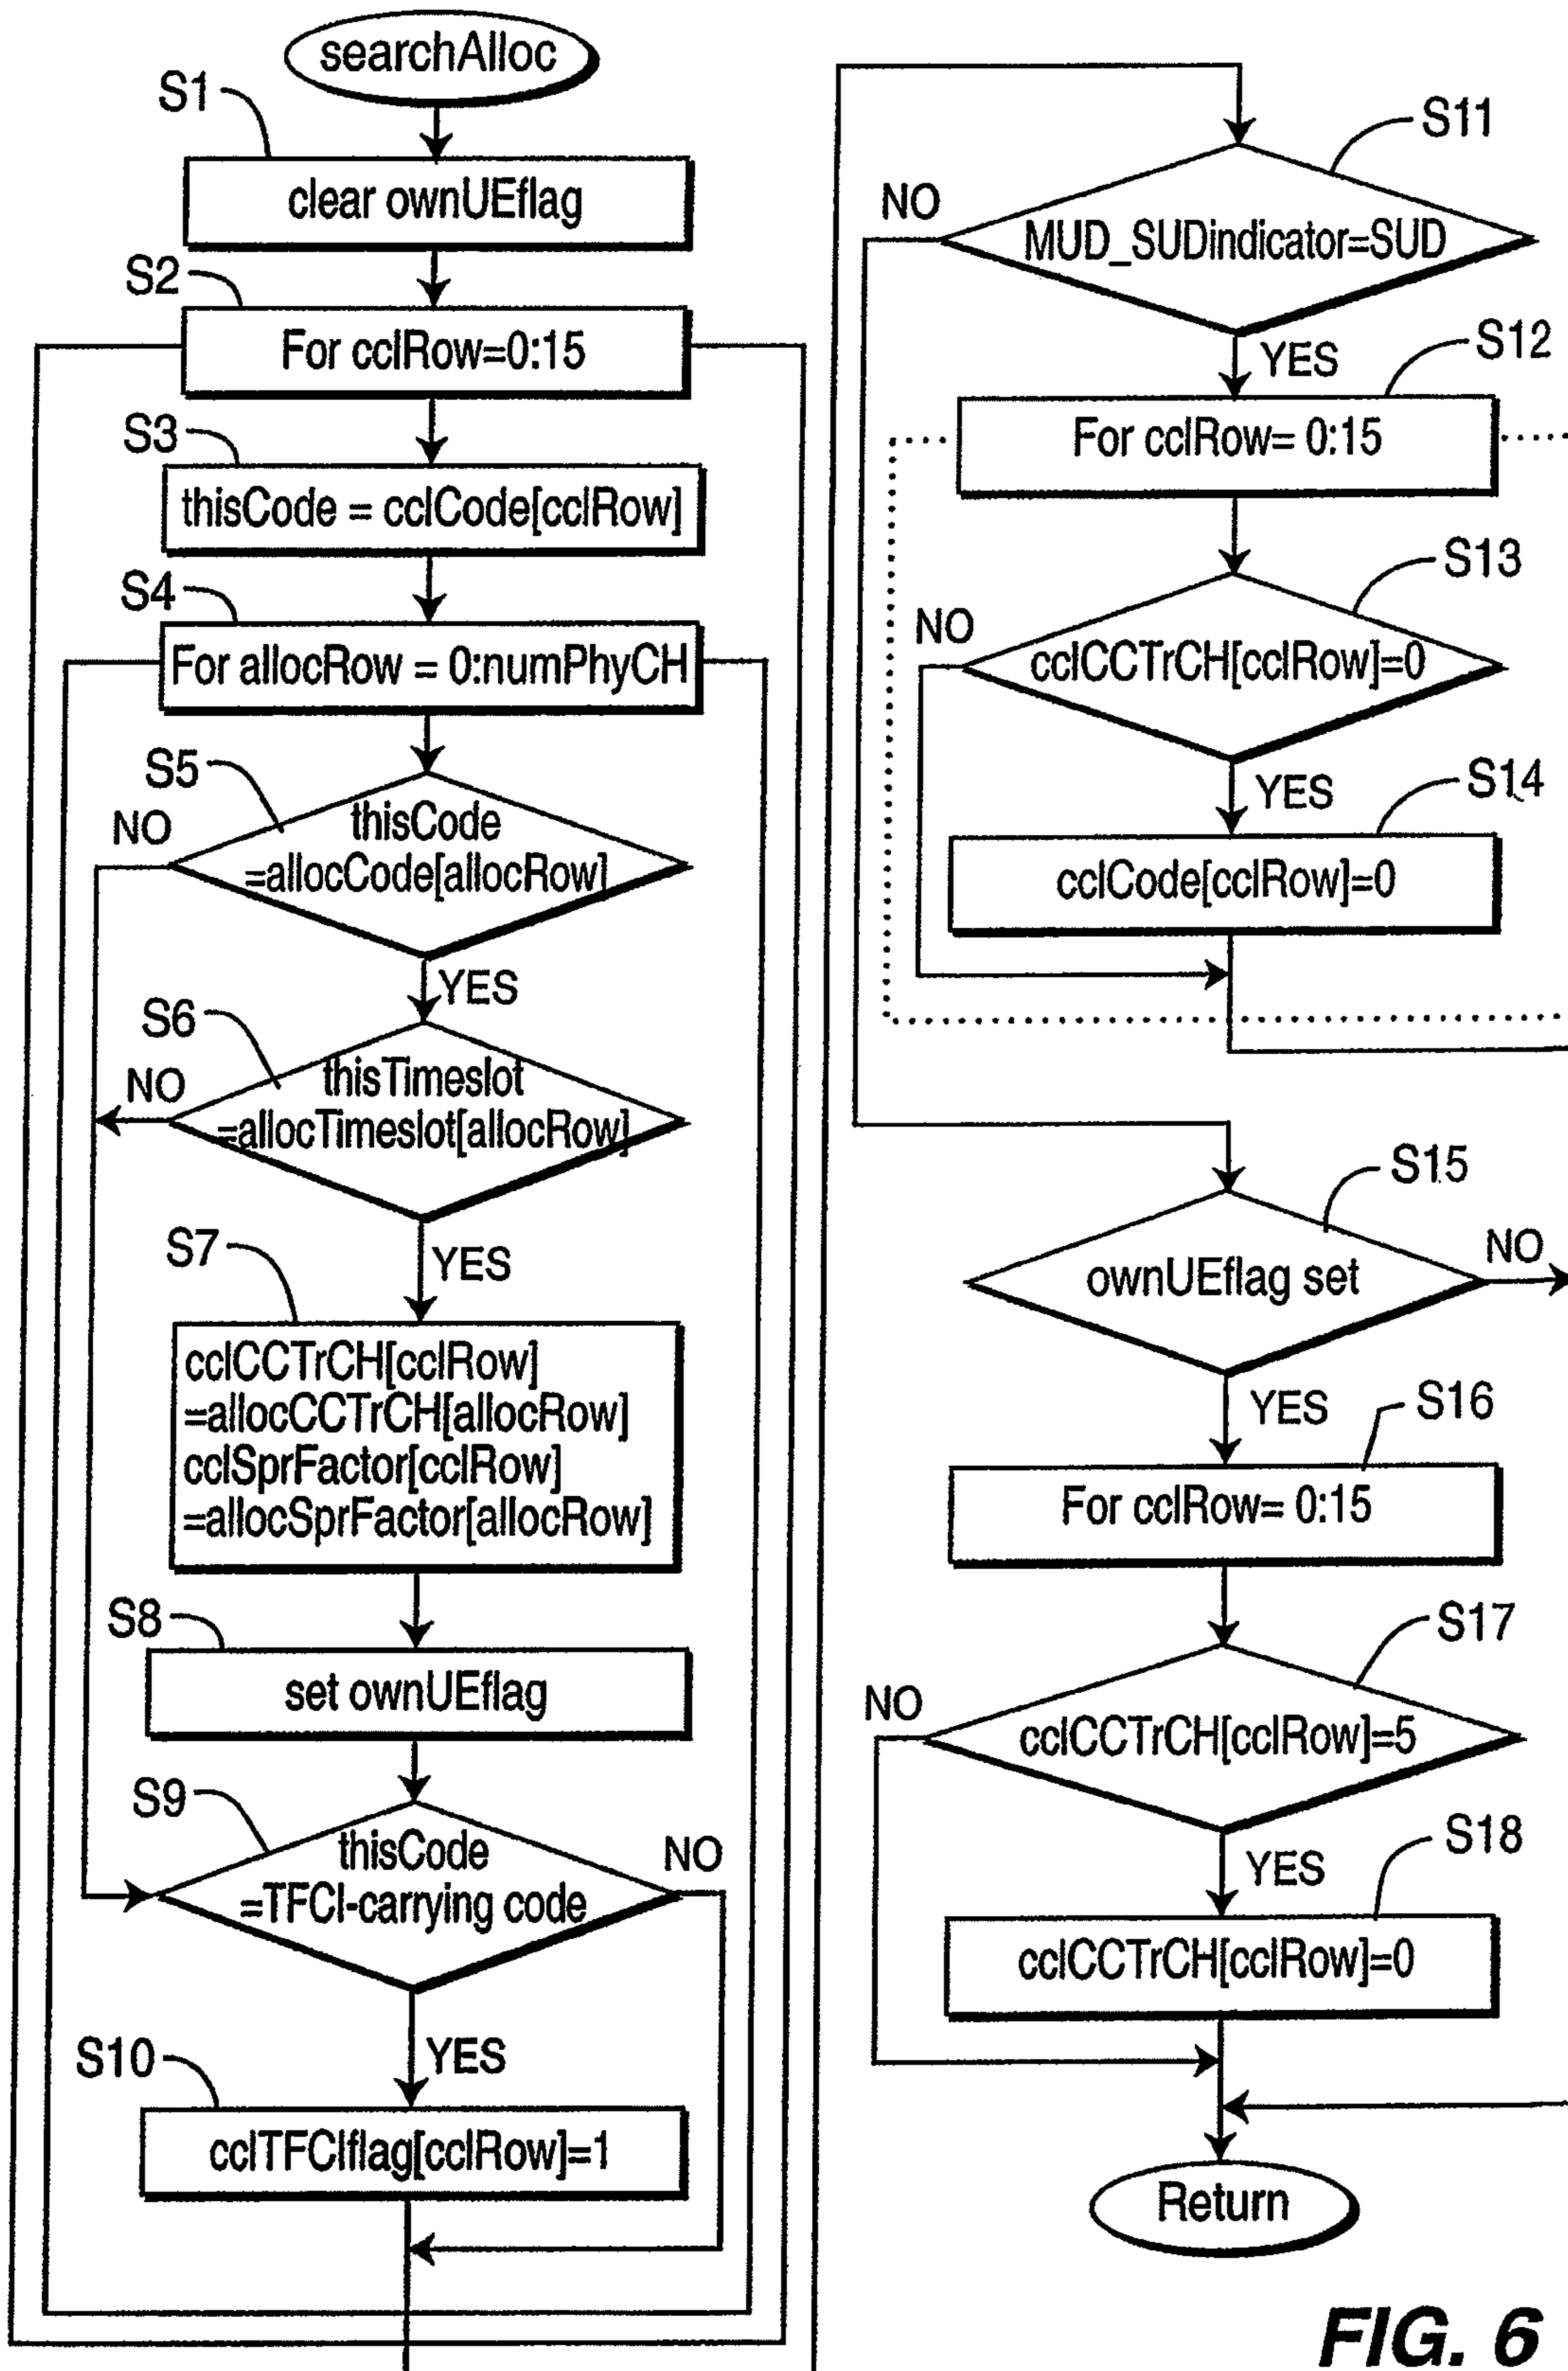 searchAlloc
S1
clear ownUEflag
S2
For cclRow=0:15
S3
thisCode = cclCode[cclRow]
S4
For allocRow = 0:numPhyCH
S5
thisCode
=allocCode[allocRow]
NO
YES
S6
thisTimeslot
=allocTimeslot[allocRow]
NO
YES
S7
cclCCTrCH[cclRow]
=allocCCTrCH[allocRow]
cclSprFactor[cclRow]
=allocSprFactor[allocRow]
S8
set ownUEflag
S9
thisCode
=TFCI-carrying code
NO
YES
S10
cclTFCIflag[cclRow]=1
S11
NO
MUD_SUDindicator=SUD
YES
S12
For cclRow= 0:15
S13
NO
cclCCTrCH[cclRow]=0
YES
S14
cclCode[cclRow]=0
S15
ownUEflag set
NO
YES
S16
For cclRow= 0:15
S17
NO
cclCCTrCH[cclRow]=5
YES
S18
cclCCTrCH[cclRow]=0
Return
FIG. 6